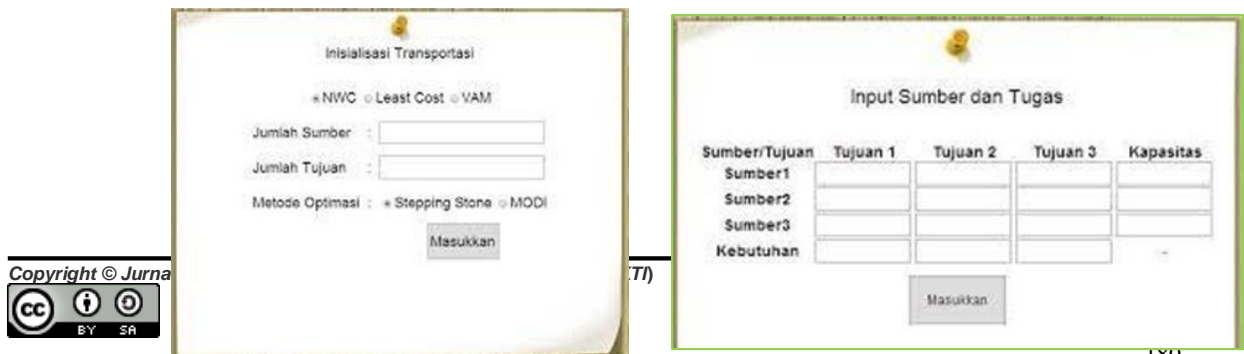 Inisialisasi Transportasi
NWC Least Cost VAM
Jumlah Sumber :
Jumlah Tujuan :
Metode Optimasi : Stepping Stone MODI
Masukkan
Input Sumber dan Tugas
Sumber/Tujuan Tujuan 1 Tujuan 2 Tujuan 3 Kapasitas
Sumber1
Sumber2
Sumber3
Kebutuhan -
Masukkan
Copyright © Jurna TI)
CC BY SA